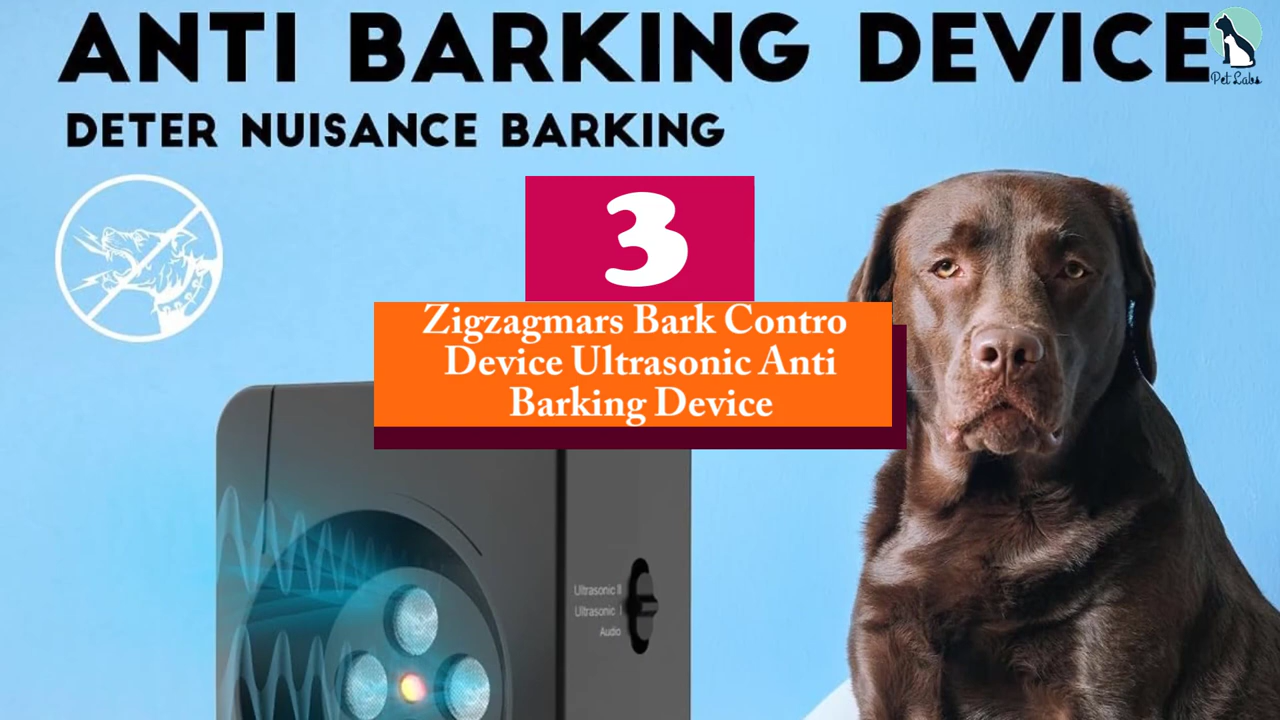 ANTI BARKING DEVICE
Pet Labs
DETER NUISANCE BARKING
3
Zigzagmars Bark Contro
Device Ultrasonic Anti
Barking Device
Ultrasonic II
Ultrasonic I
Audio